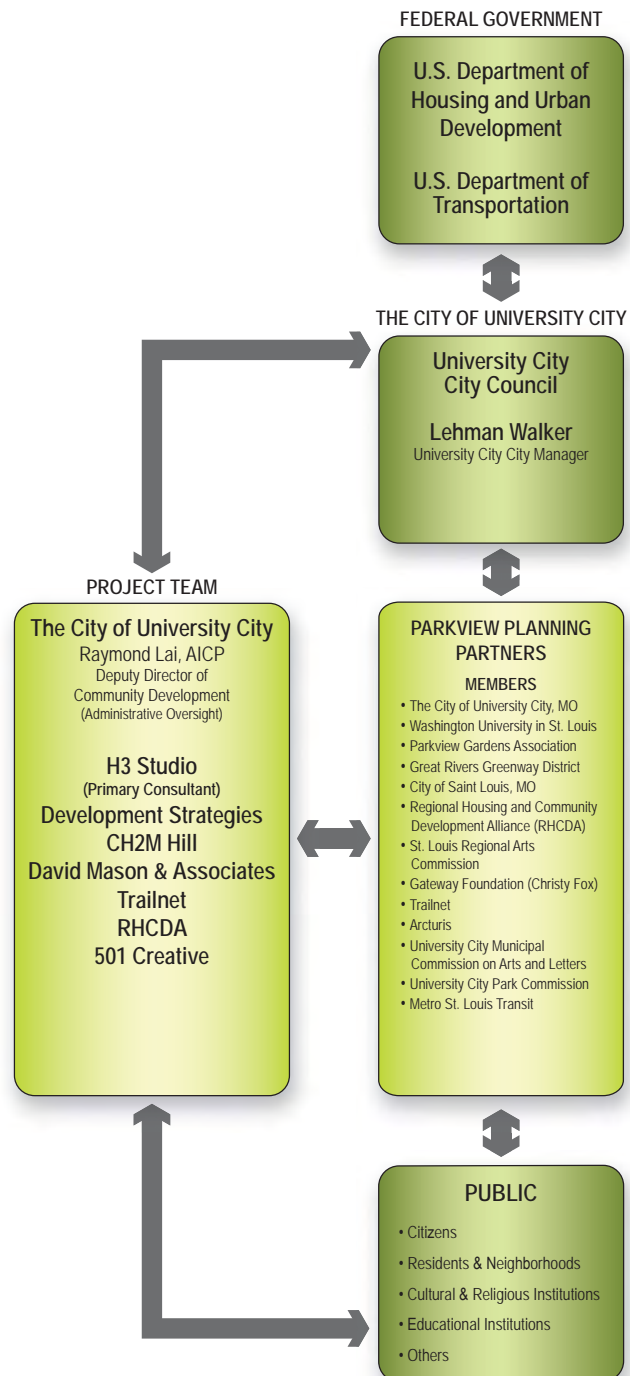 FEDERAL GOVERNMENT
U.S. Department of
Housing and Urban
Development
U.S. Department of
Transportation
THE CITY OF UNIVERSITY CITY
University City
City Council
Lehman Walker
University City City Manager
PROJECT TEAM
The City of University City
Raymond Lai, AICP
Deputy Director of
Community Development
(Administrative Oversight)
H3 Studio
(Primary Consultant)
Development Strategies
CH2M Hill
David Mason & Associates
Trailnet
RHCDA
501 Creative
PARKVIEW PLANNING
PARTNERS
MEMBERS
• The City of University City, MO
• Washington University in St. Louis
• Parkview Gardens Association
• Great Rivers Greenway District
• City of Saint Louis, MO
• Regional Housing and Community
Development Alliance (RHCDA)
• St. Louis Regional Arts
Commission
• Gateway Foundation (Christy Fox)
• Trailnet
• Arcturis
• University City Municipal
Commission on Arts and Letters
• University City Park Commission
• Metro St. Louis Transit
PUBLIC
• Citizens
• Residents & Neighborhoods
• Cultural & Religious Institutions
• Educational Institutions
• Others